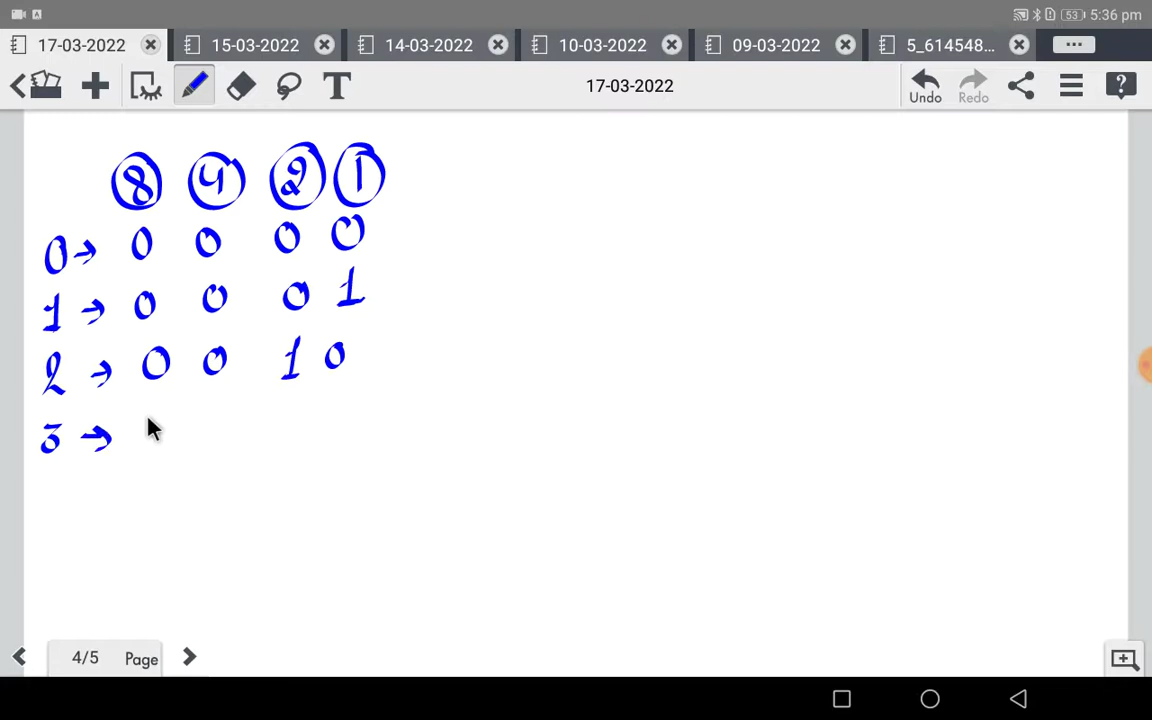 53 5:36 pm
17-03-2022 15-03-2022 14-03-2022 10-03-2022 09-03-2022 5_614548... ...
T 17-03-2022 Undo Redo ?
8 4 2 1
0→ 0 0 0 0
1→ 0 0 0 1
2→ 0 0 1 0
3→
4/5 Page